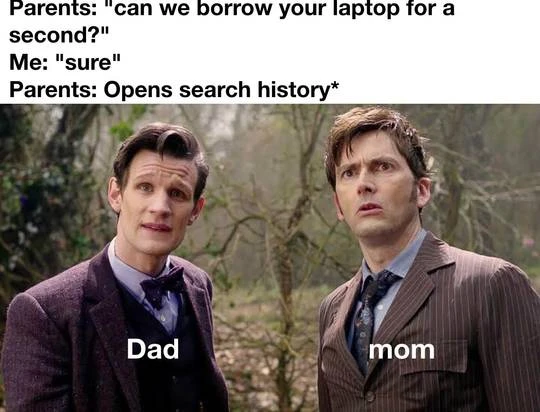 Parents: "can we borrow your laptop for a
second?"
Me: "sure"
Parents: Opens search history*
Dad
mom